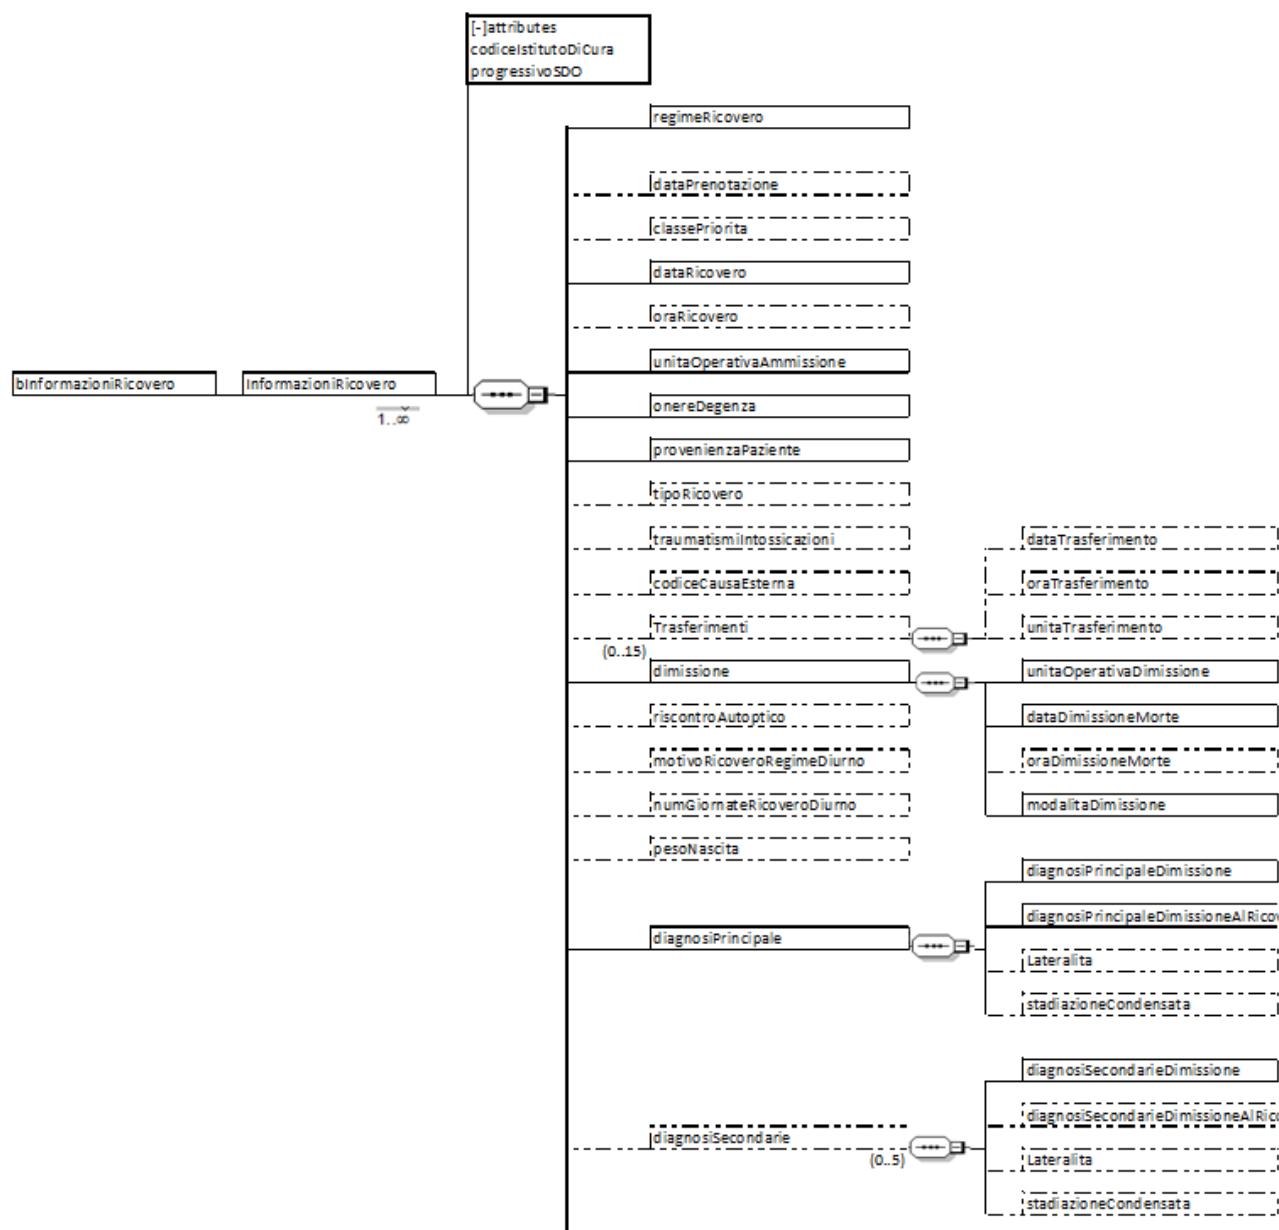 [-]attributes
codiceIstitutoDiCura
progressivoSDO
regimeRicovero
dataPrenotazione
classePriorita
dataRicovero
oraRicovero
unitaOperativaAmmissione
bInformazioniRicovero
InformazioniRicovero
1..∞
onereDegenza
provenienzaPaziente
tipoRicovero
traumatismiIntossicazioni
dataTrasferimento
codiceCausaEsterna
oraTrasferimento
Trasferimenti
unitaTrasferimento
(0..15)
dimissione
unitaOperativaDimissione
riscontroAutoptico
dataDimissioneMorte
motivoRicoveroRegimeDiurno
oraDimissioneMorte
numGiornateRicoveroDiurno
modalitaDimissione
pesoNascita
diagnosiPrincipaleDimissione
diagnosiPrincipaleDimissioneAlRicov
diagnosiPrincipale
Lateralita
stadiazioneCondensata
diagnosiSecondarieDimissione
diagnosiSecondarieDimissioneAlRico
diagnosiSecondarie
(0..5)
Lateralita
stadiazioneCondensata